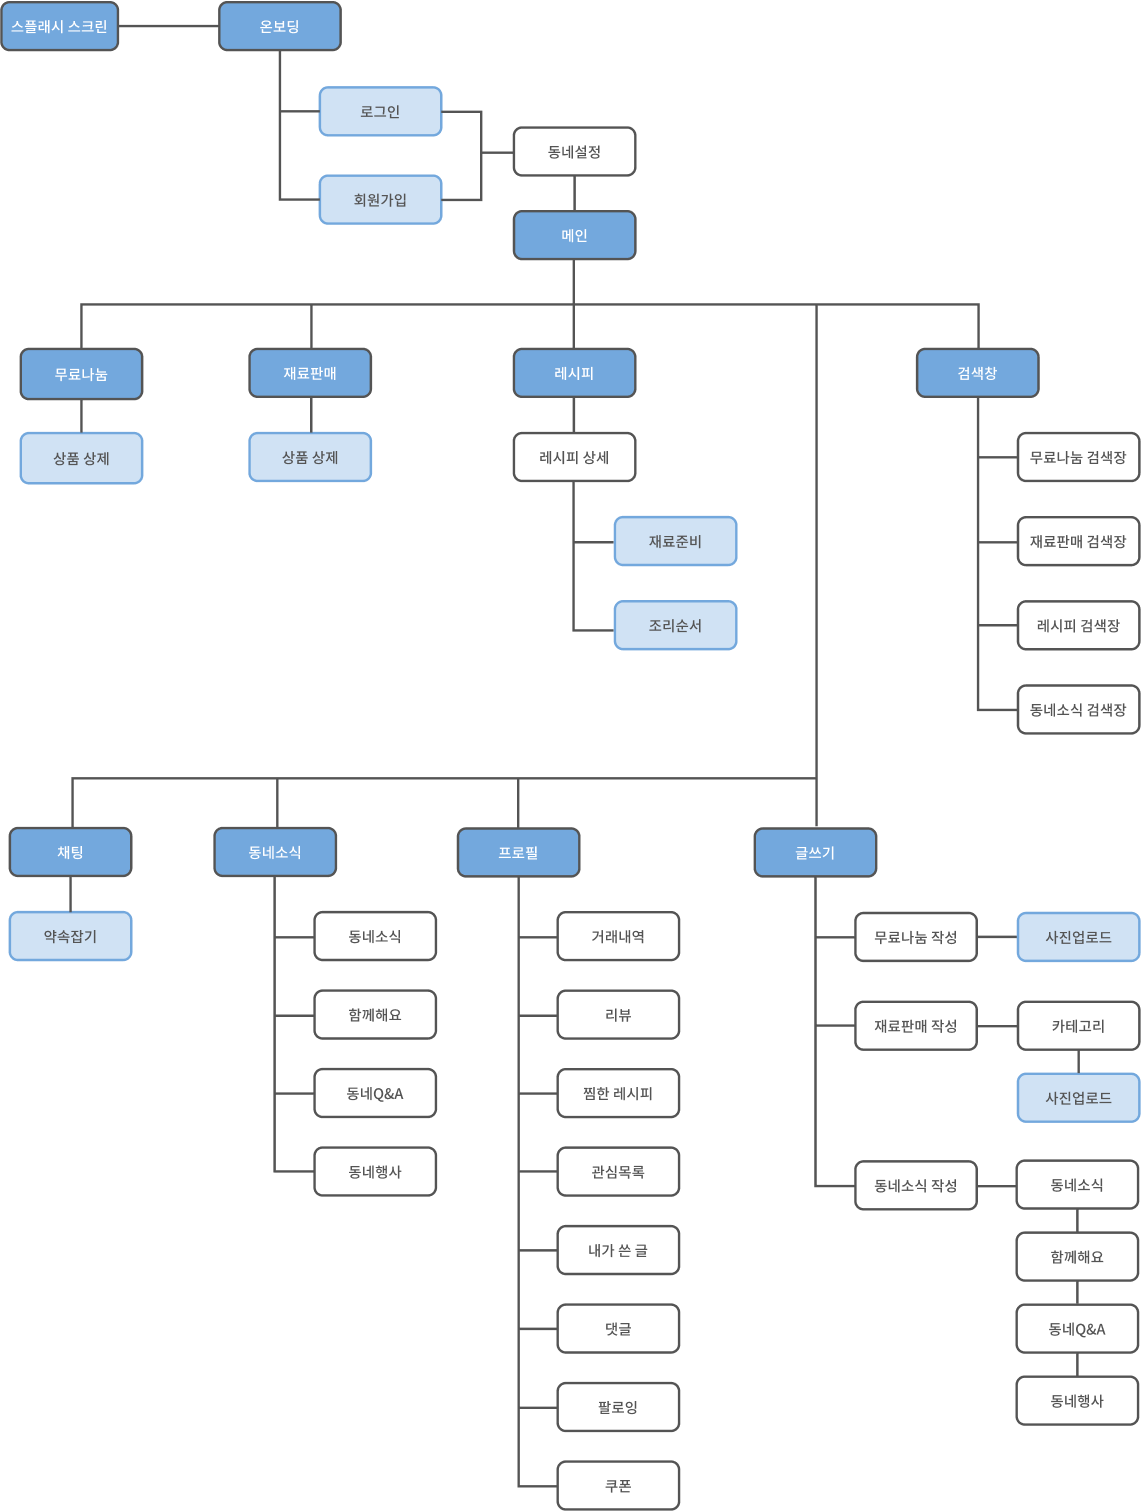 스플래시 스크린
온보딩
로그인
동네설정
회원가입
메인
무료나눔
재료판매
레시피
검색창
상품 상제
상품 상제
레시피 상세
무료나눔 검색장
재료준비
재료판매 검색장
조리순서
레시피 검색장
동네소식 검색장
채팅
동네소식
프로필
글쓰기
약속잡기
동네소식
거래내역
무료나눔 작성
사진업로드
함께해요
리뷰
재료판매 작성
카테고리
동네Q&A
찜한 레시피
사진업로드
동네행사
관심목록
동네소식 작성
동네소식
내가 쓴 글
함께해요
댓글
동네Q&A
팔로잉
동네행사
쿠폰